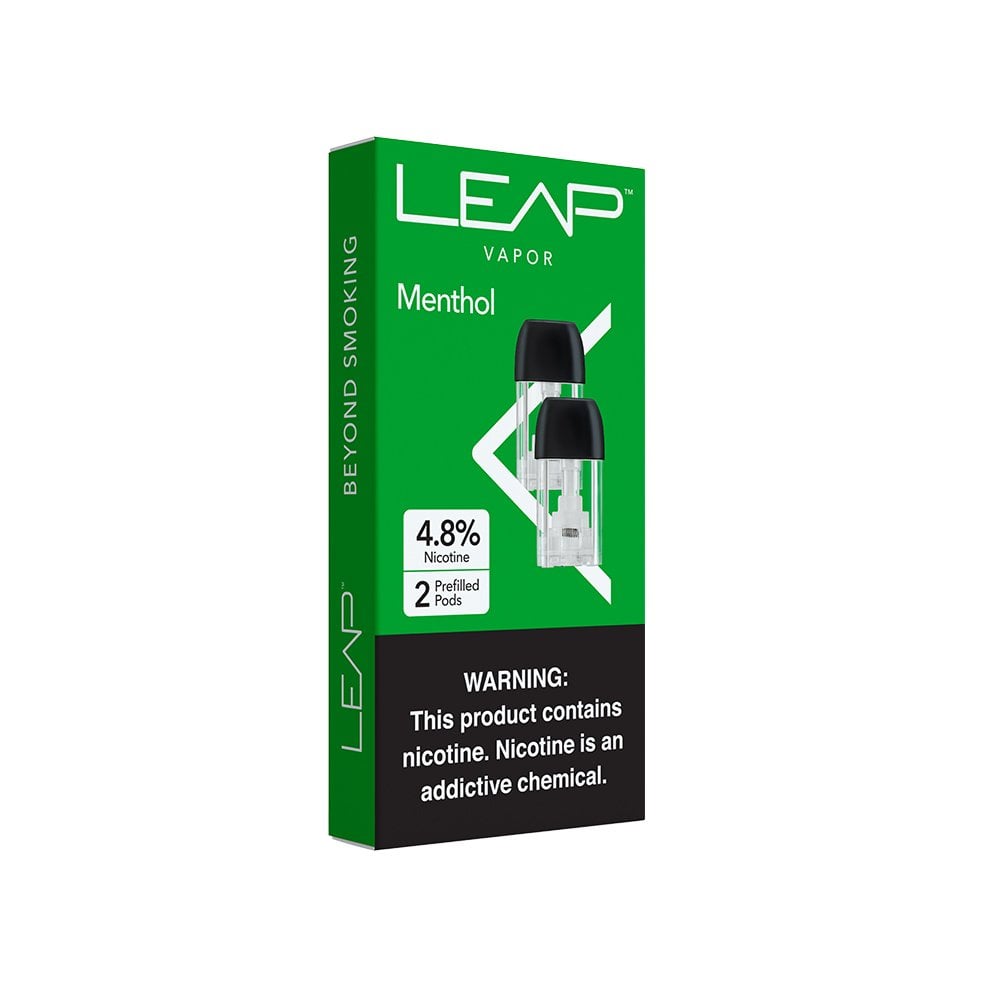 LEAP™
VAPOR
Menthol
4.8%
Nicotine
2 Prefilled
Pods
WARNING:
This product contains
nicotine. Nicotine is an
addictive chemical.
BEYOND SMOKING
LEAP™